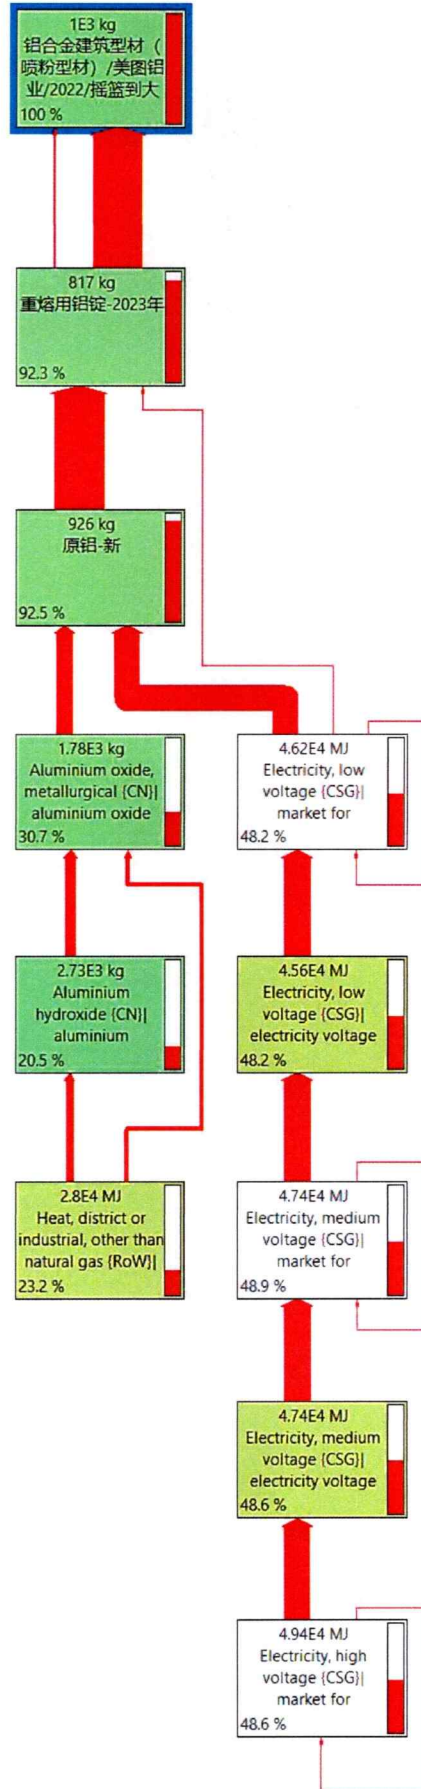 1E3 kg
铝合金建筑型材（
喷粉型材）/美图铝
业/2022/摇篮到大
100 %
817 kg
重熔用铝锭-2023年
92.3 %
926 kg
原铝-新
92.5 %
1.78E3 kg
Aluminium oxide,
metallurgical {CN}|
aluminium oxide
30.7 %
4.62E4 MJ
Electricity, low
voltage {CSG}|
market for
48.2 %
2.73E3 kg
Aluminium
hydroxide {CN}|
aluminium
20.5 %
4.56E4 MJ
Electricity, low
voltage {CSG}|
electricity voltage
48.2 %
2.8E4 MJ
Heat, district or
industrial, other than
natural gas {RoW}|
23.2 %
4.74E4 MJ
Electricity, medium
voltage {CSG}|
market for
48.9 %
4.74E4 MJ
Electricity, medium
voltage {CSG}|
electricity voltage
48.6 %
4.94E4 MJ
Electricity, high
voltage {CSG}|
market for
48.6 %